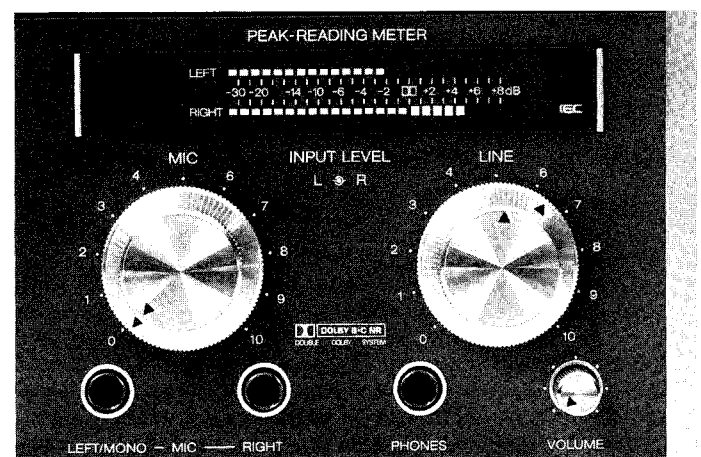 PEAK-READING METER
LEFT
-30 -20 -14 -10 -6 -4 -2 +2 +4 +6 +8dB
RIGHT
IEC
MIC
INPUT LEVEL
LINE
L R
0 1 2 3 4 6 7 8 9 10
0 1 2 3 4 6 7 8 9 10
DOLBY B·C NR
DOUBLE DOLBY SYSTEM
LEFT/MONO – MIC — RIGHT
PHONES
VOLUME